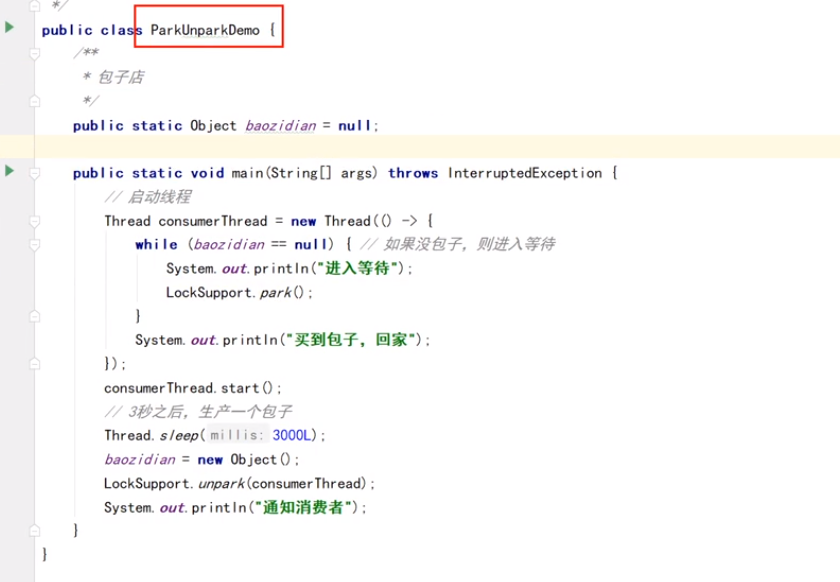 */
public class ParkUnparkDemo {
/**
* 包子店
*/
public static Object baozidian = null;
public static void main(String[] args) throws InterruptedException {
// 启动线程
Thread consumerThread = new Thread(() -> {
while (baozidian == null) { // 如果没包子，则进入等待
System.out.println("进入等待");
LockSupport.park();
}
System.out.println("买到包子，回家");
});
consumerThread.start();
// 3秒之后，生产一个包子
Thread.sleep( millis: 3000L);
baozidian = new Object();
LockSupport.unpark(consumerThread);
System.out.println("通知消费者");
}
}